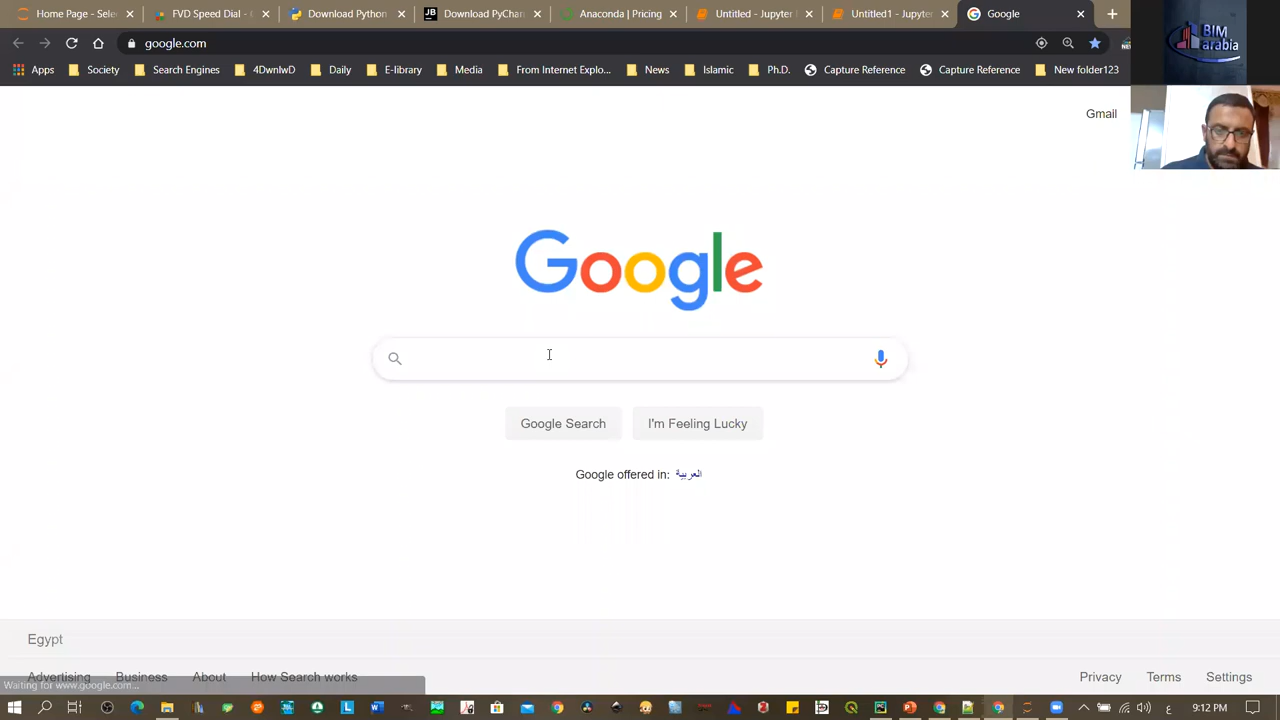 Home Page - Sele
FVD Speed Dial -
Download Python
Download PyChar
Anaconda | Pricing
Untitled - Jupyter
Untitled1 - Jupyter
Google
google.com
Apps
Society
Search Engines
4DwnlwD
Daily
E-library
Media
From Internet Explo...
News
Islamic
Ph.D.
Capture Reference
Capture Reference
New folder123
BIM
arabia
Gmail
Google
Google Search
I'm Feeling Lucky
Google offered in: العربية
Egypt
Advertising
Business
About
How Search works
Privacy
Terms
Settings
Waiting for www.google.com...
9:12 PM